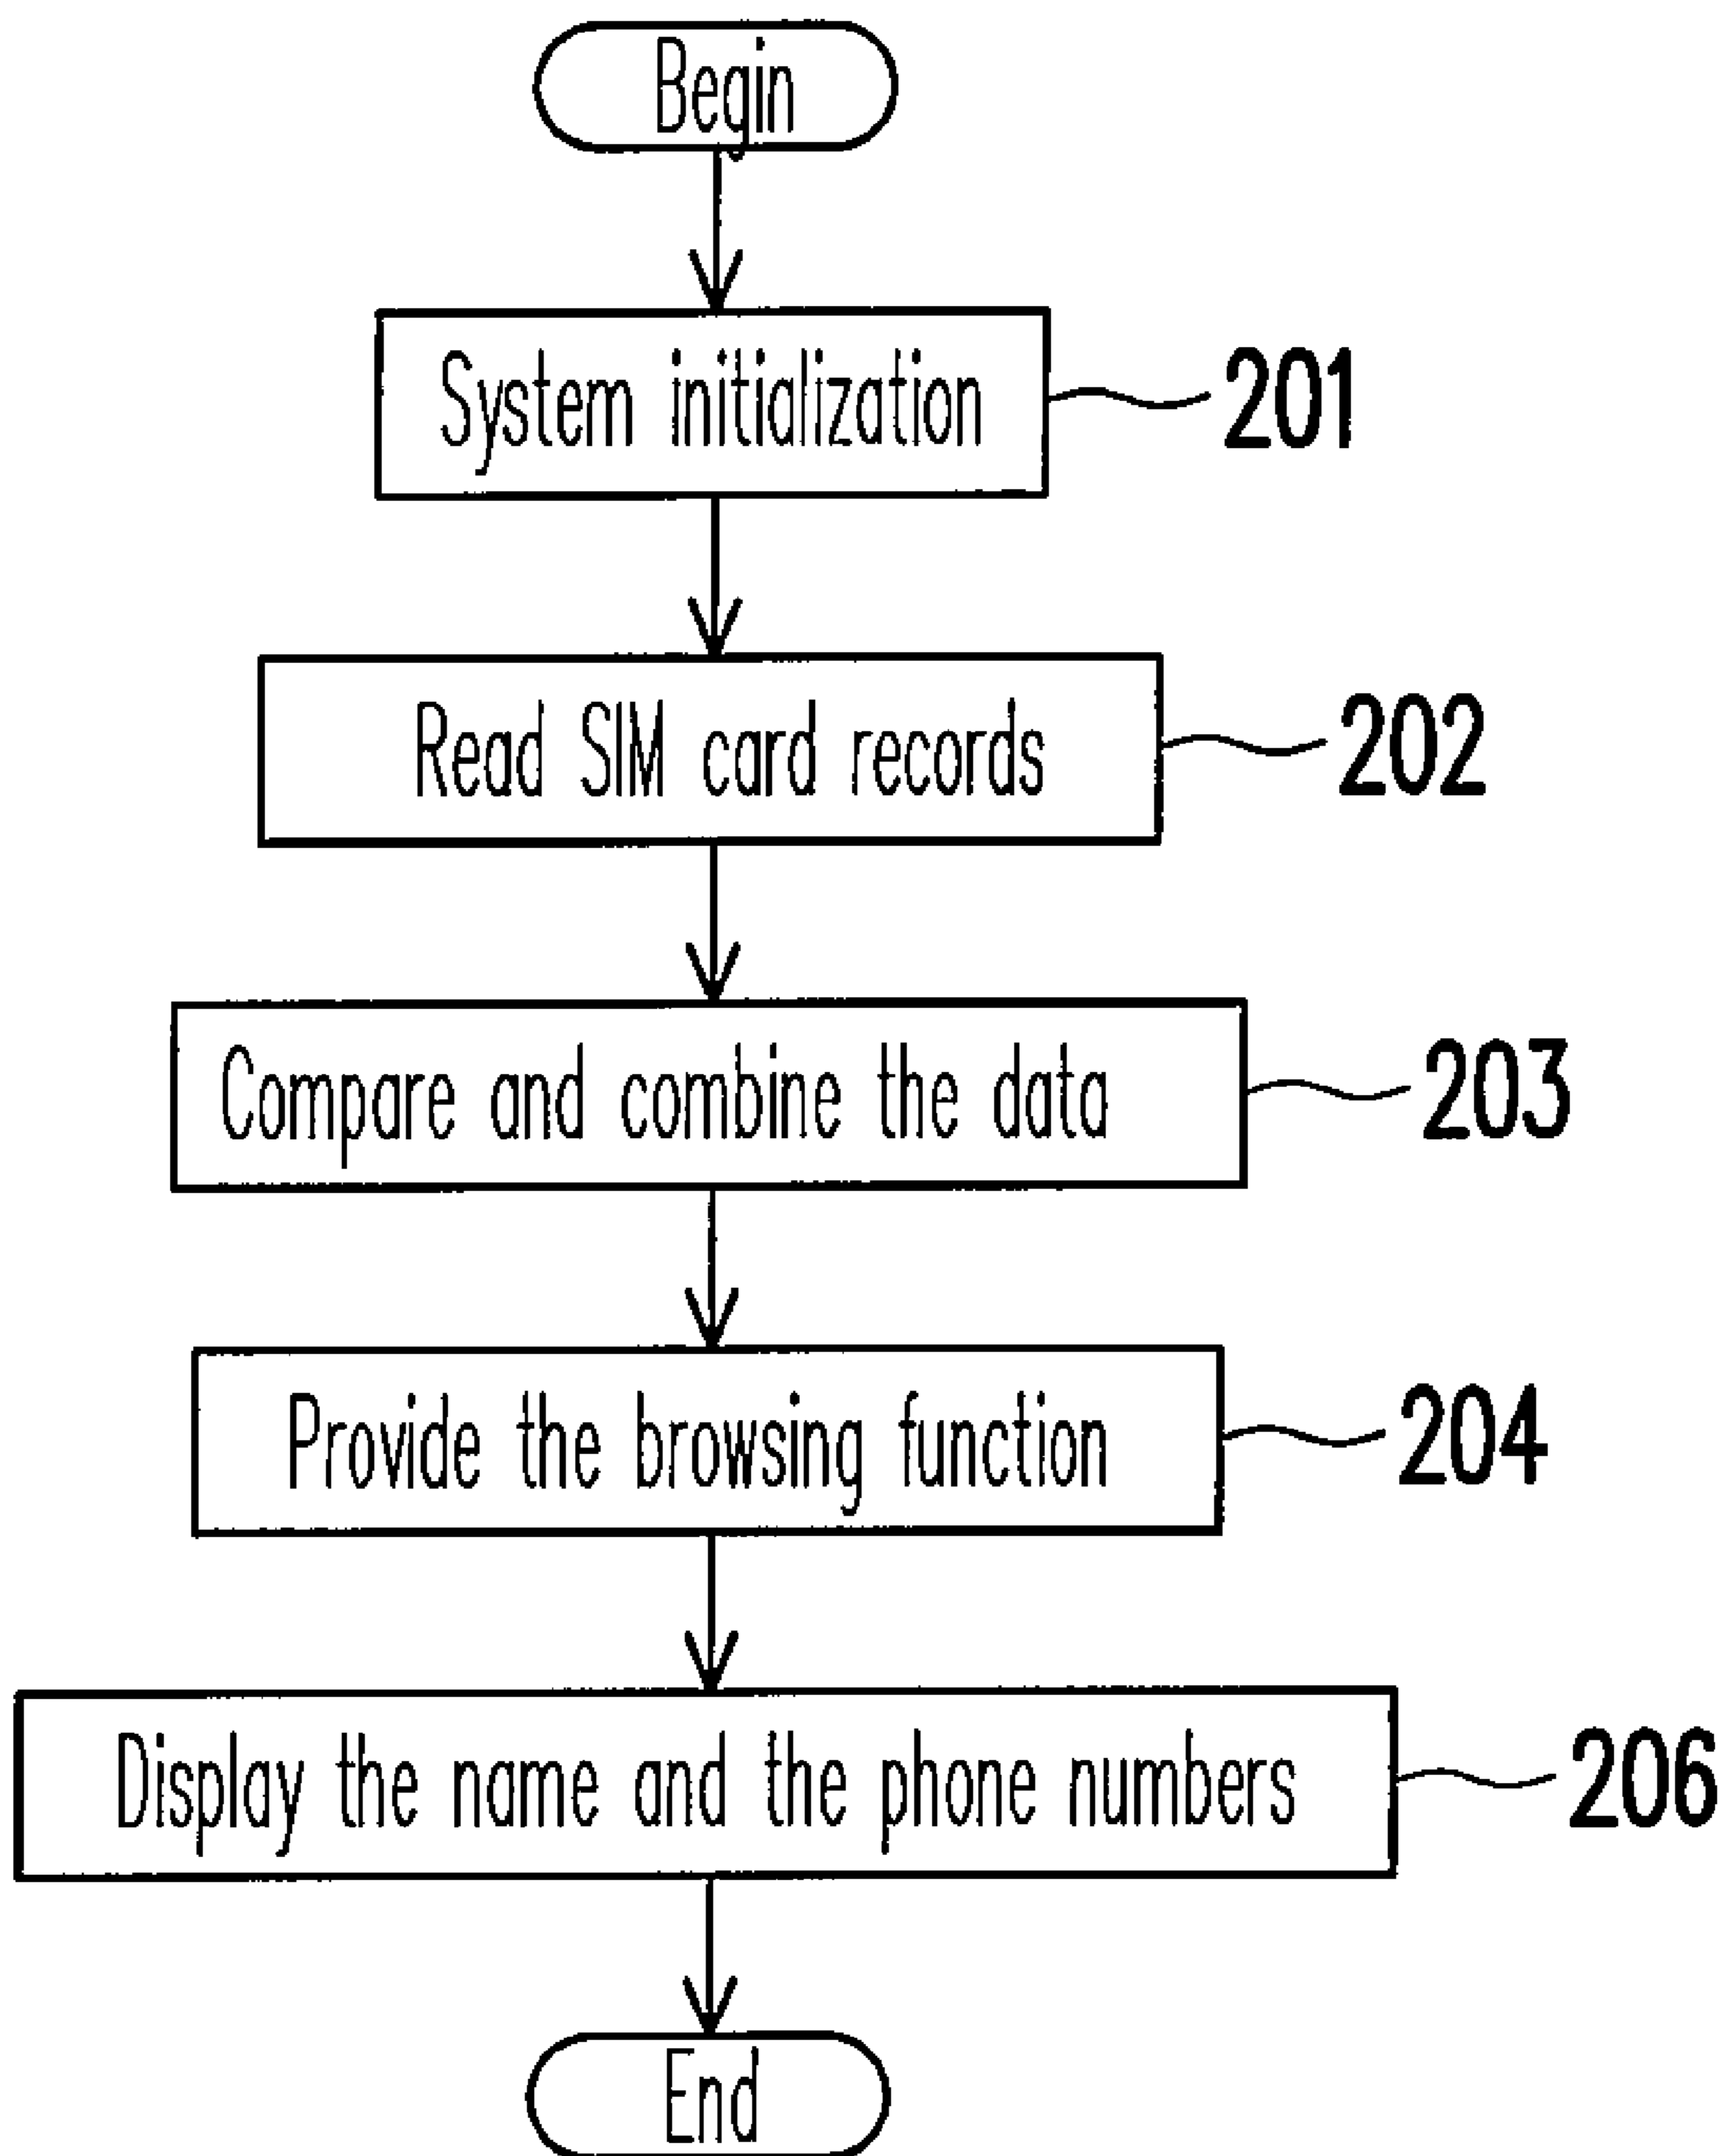 Begin
System initialization
201
Read SIM card records
202
Compare and combine the data
203
Provide the browsing function
204
Display the name and the phone numbers
206
End